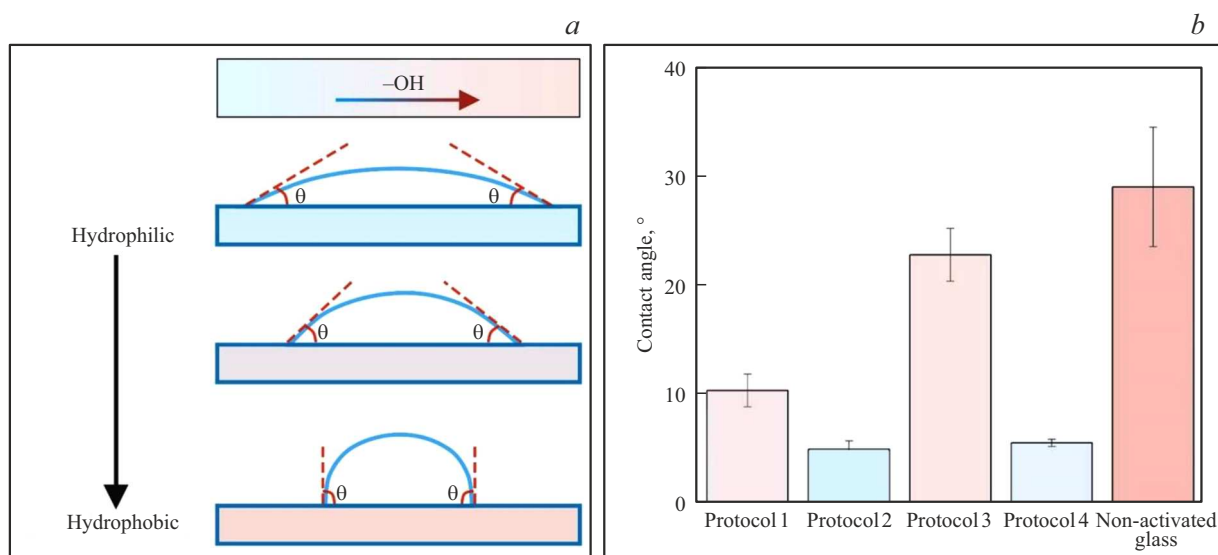 a
–OH
θ θ
Hydrophilic
θ θ
θ θ
Hydrophobic
b
40
30
20
10
0
Contact angle, °
Protocol 1 Protocol 2 Protocol 3 Protocol 4 Non-activated
glass